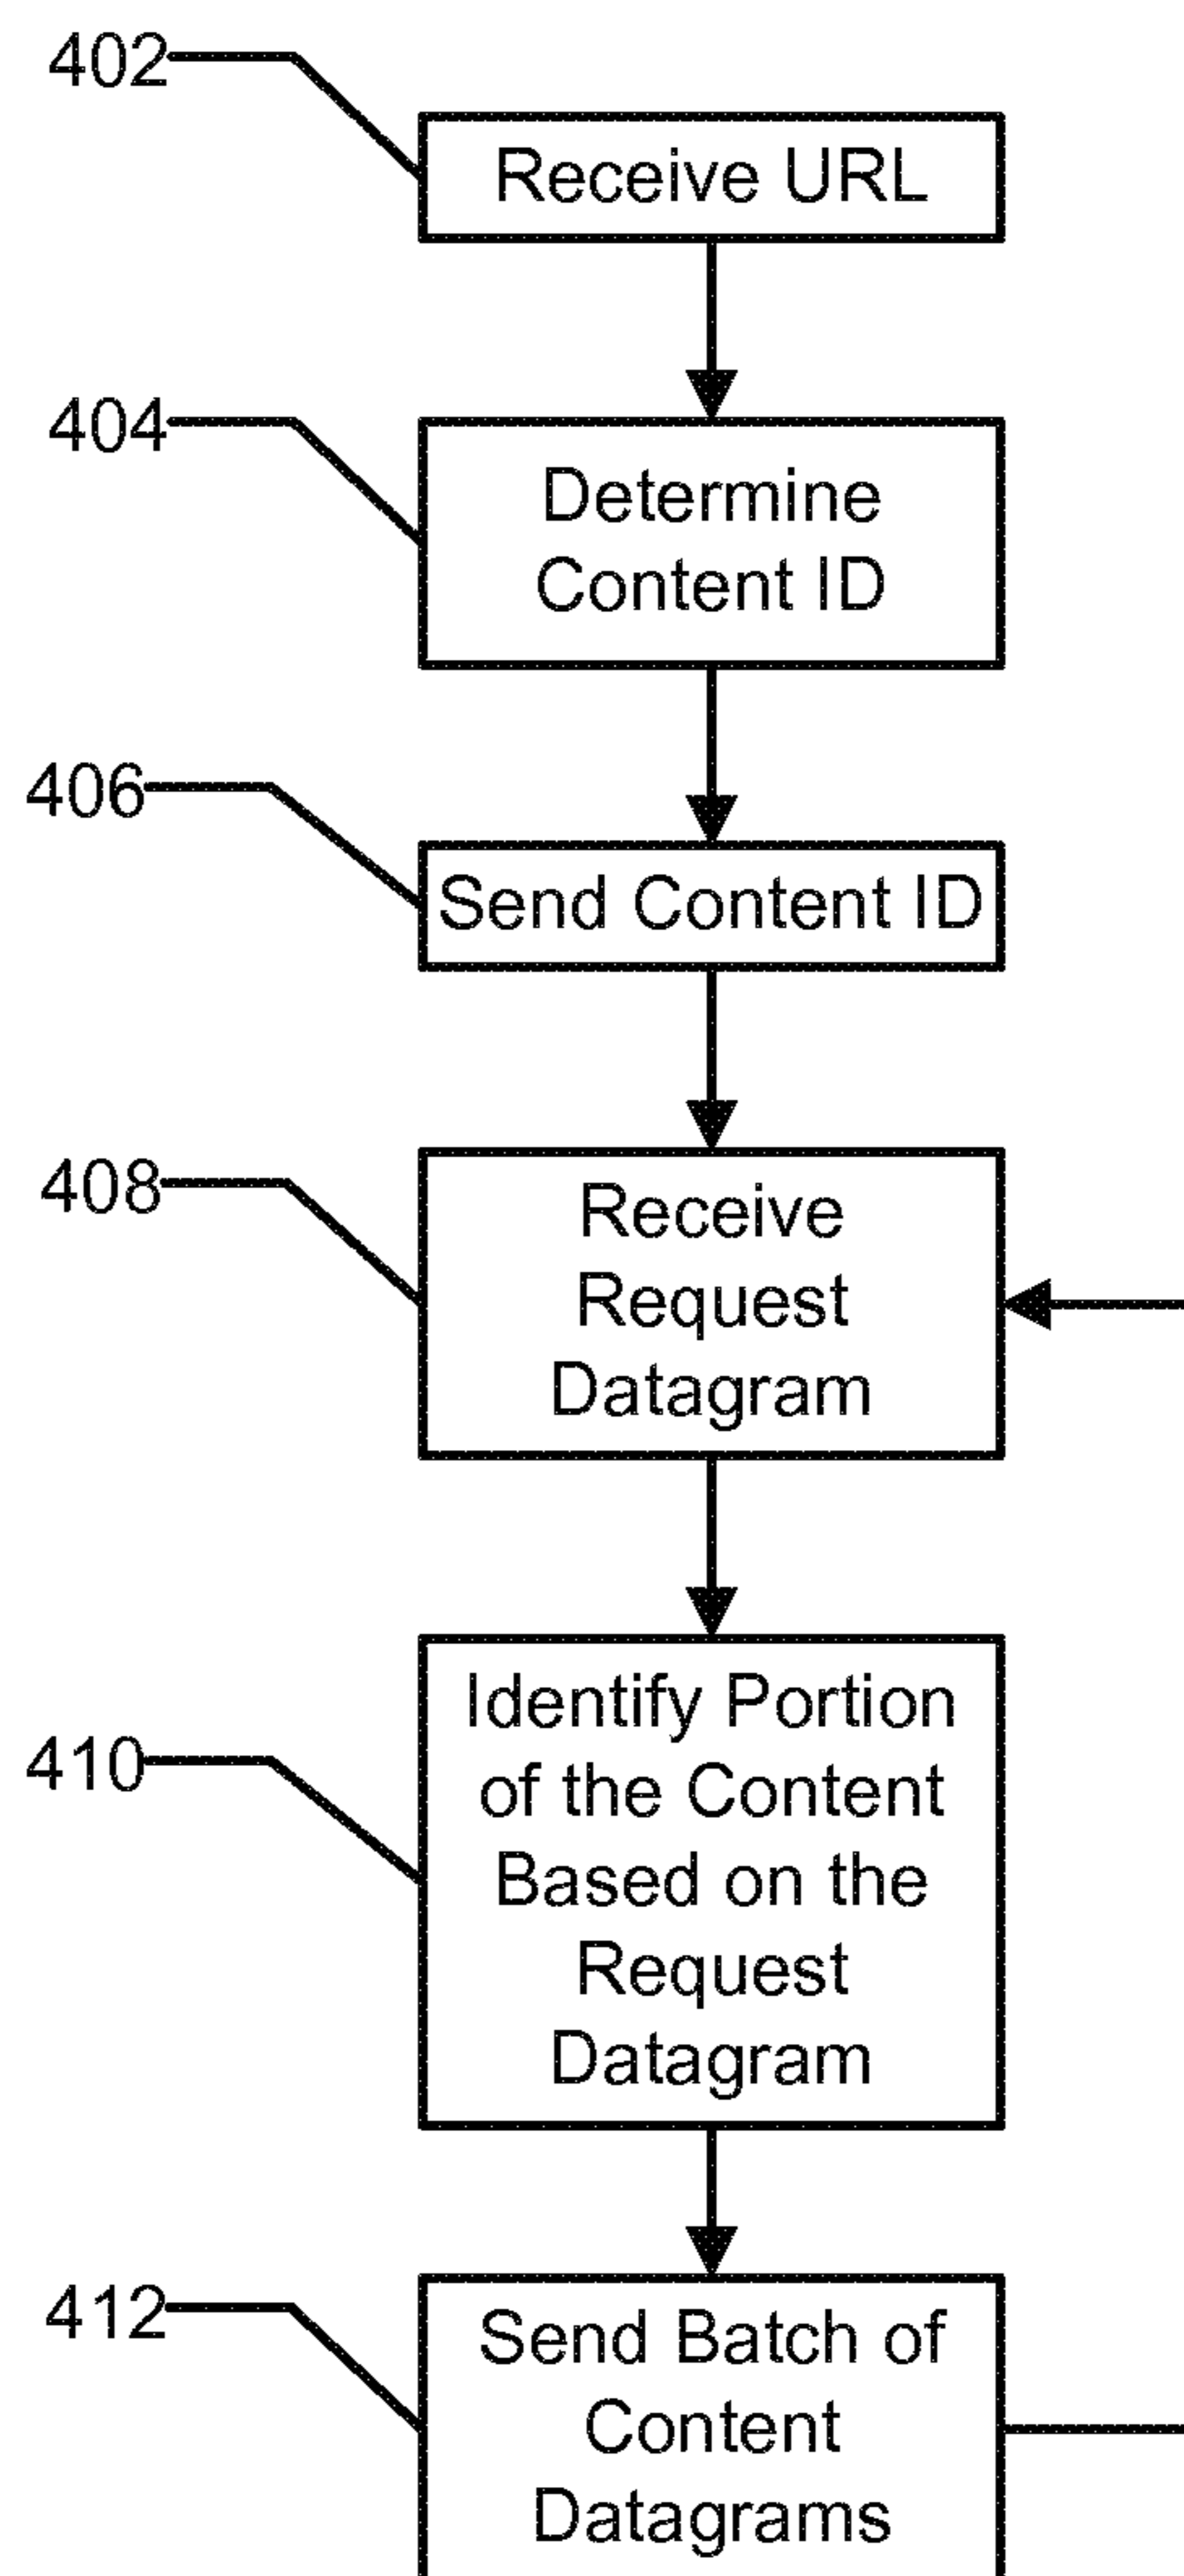 402
Receive URL
404
Determine
Content ID
406
Send Content ID
408
Receive
Request
Datagram
410
Identify Portion
of the Content
Based on the
Request
Datagram
412
Send Batch of
Content
Datagrams